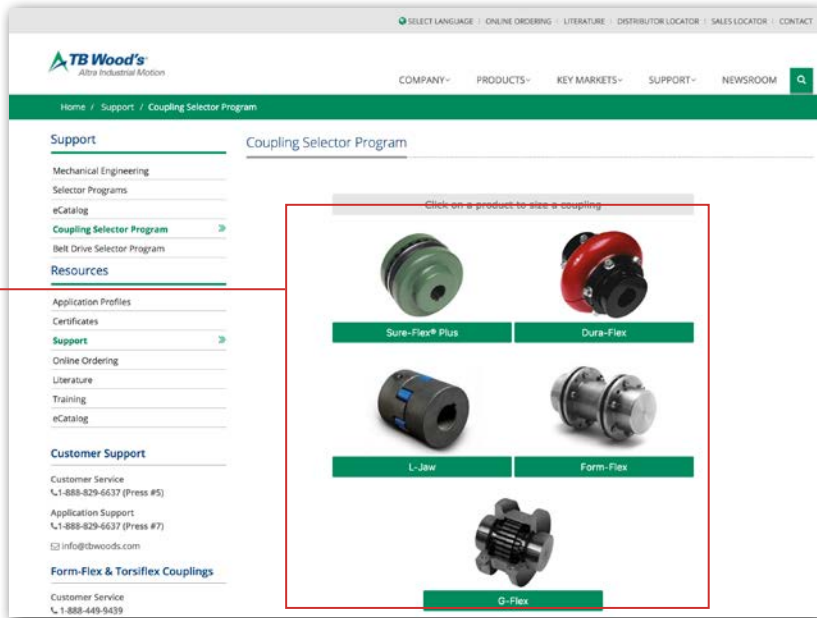 SELECT LANGUAGE | ONLINE ORDERING | LITERATURE | DISTRIBUTOR LOCATOR | SALES LOCATOR | CONTACT
TB Wood's
Altra Industrial Motion
COMPANY PRODUCTS KEY MARKETS SUPPORT NEWSROOM
Home / Support / Coupling Selector Program
Support
Mechanical Engineering
Selector Programs
eCatalog
Coupling Selector Program
Belt Drive Selector Program
Resources
Application Profiles
Certificates
Support
Online Ordering
Literature
Training
eCatalog
Customer Support
Customer Service
1-888-829-6637 (Press #5)
Application Support
1-888-829-6637 (Press #7)
info@tbwoods.com
Form-Flex & Torsiflex Couplings
Customer Service
1-888-449-9439
Coupling Selector Program
Click on a product to size a coupling
Sure-Flex® Plus
Dura-Flex
L-Jaw
Form-Flex
G-Flex